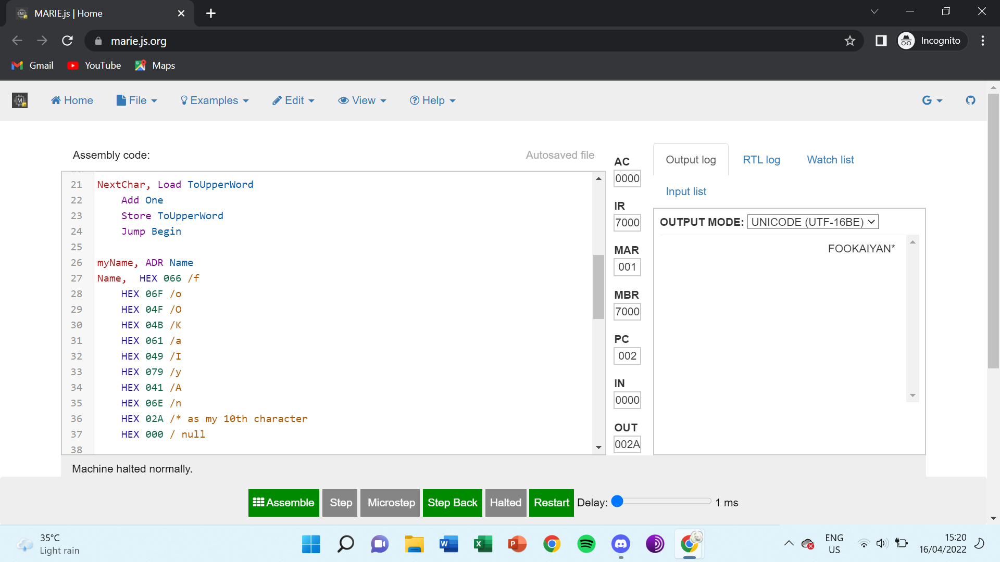 MARIE.js | Home
marie.js.org
Incognito
Gmail
YouTube
Maps
Home
File
Examples
Edit
View
Help
G
Assembly code:
Autosaved file
21 NextChar, Load ToUpperWord
22 Add One
23 Store ToUpperWord
24 Jump Begin
25
26 myName, ADR Name
27 Name, HEX 066 /f
28 HEX 06F /o
29 HEX 04F /O
30 HEX 04B /K
31 HEX 061 /a
32 HEX 049 /I
33 HEX 079 /y
34 HEX 041 /A
35 HEX 06E /n
36 HEX 02A /* as my 10th character
37 HEX 000 / null
38
AC
0000
IR
7000
MAR
001
MBR
7000
PC
002
IN
0000
OUT
002A
Output log
RTL log
Watch list
Input list
OUTPUT MODE: UNICODE (UTF-16BE)
FOOKAIYAN*
Machine halted normally.
Assemble
Step
Microstep
Step Back
Halted
Restart
Delay:
1 ms
35°C
Light rain
ENG
US
15:20
16/04/2022